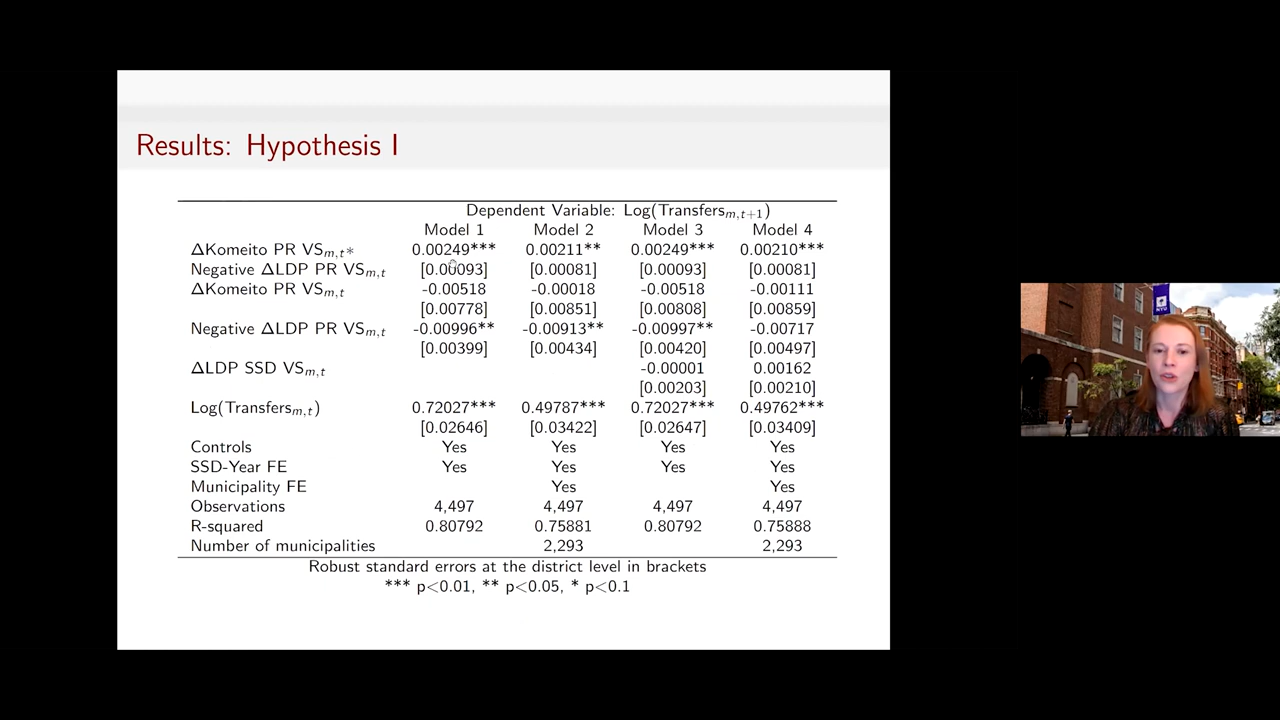 Results: Hypothesis I
Dependent Variable: Log(Transfers_{m,t+1})
Model 1 Model 2 Model 3 Model 4
ΔKomeito PR VS_{m,t}* 0.00249*** 0.00211** 0.00249*** 0.00210***
Negative ΔLDP PR VS_{m,t} [0.00093] [0.00081] [0.00093] [0.00081]
ΔKomeito PR VS_{m,t} -0.00518 -0.00018 -0.00518 -0.00111
[0.00778] [0.00851] [0.00808] [0.00859]
Negative ΔLDP PR VS_{m,t} -0.00996** -0.00913** -0.00997** -0.00717
[0.00399] [0.00434] [0.00420] [0.00497]
ΔLDP SSD VS_{m,t} -0.00001 0.00162
[0.00203] [0.00210]
Log(Transfers_{m,t}) 0.72027*** 0.49787*** 0.72027*** 0.49762***
[0.02646] [0.03422] [0.02647] [0.03409]
Controls Yes Yes Yes Yes
SSD-Year FE Yes Yes Yes Yes
Municipality FE Yes Yes
Observations 4,497 4,497 4,497 4,497
R-squared 0.80792 0.75881 0.80792 0.75888
Number of municipalities 2,293 2,293
Robust standard errors at the district level in brackets
*** p<0.01, ** p<0.05, * p<0.1
NYU